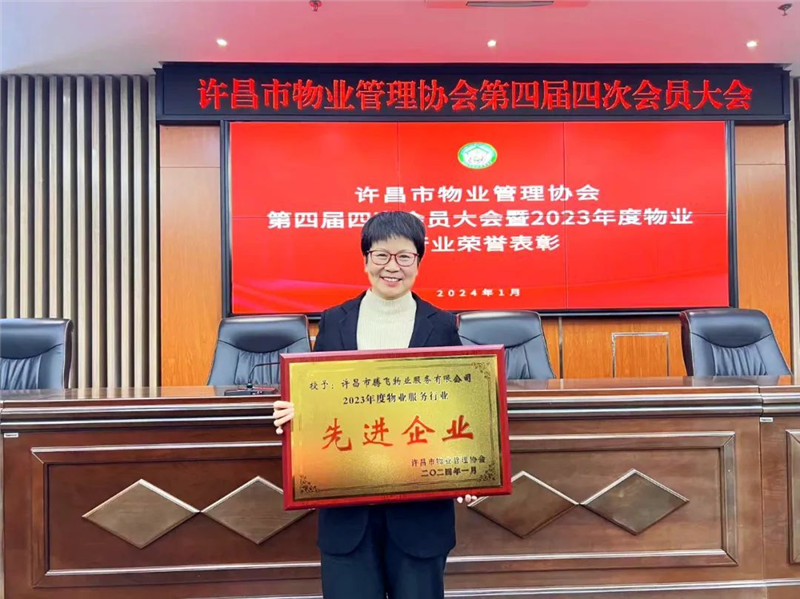 许昌市物业管理协会第四届四次会员大会
许昌市物业管理协会
第四届四 会员大会暨2023年度物业
业荣誉表彰
2024年1月
授予：许昌市腾飞物业服务有限公司
2023年度物业服务行业
先进企业
许昌市物业管理协会
二〇二四年一月